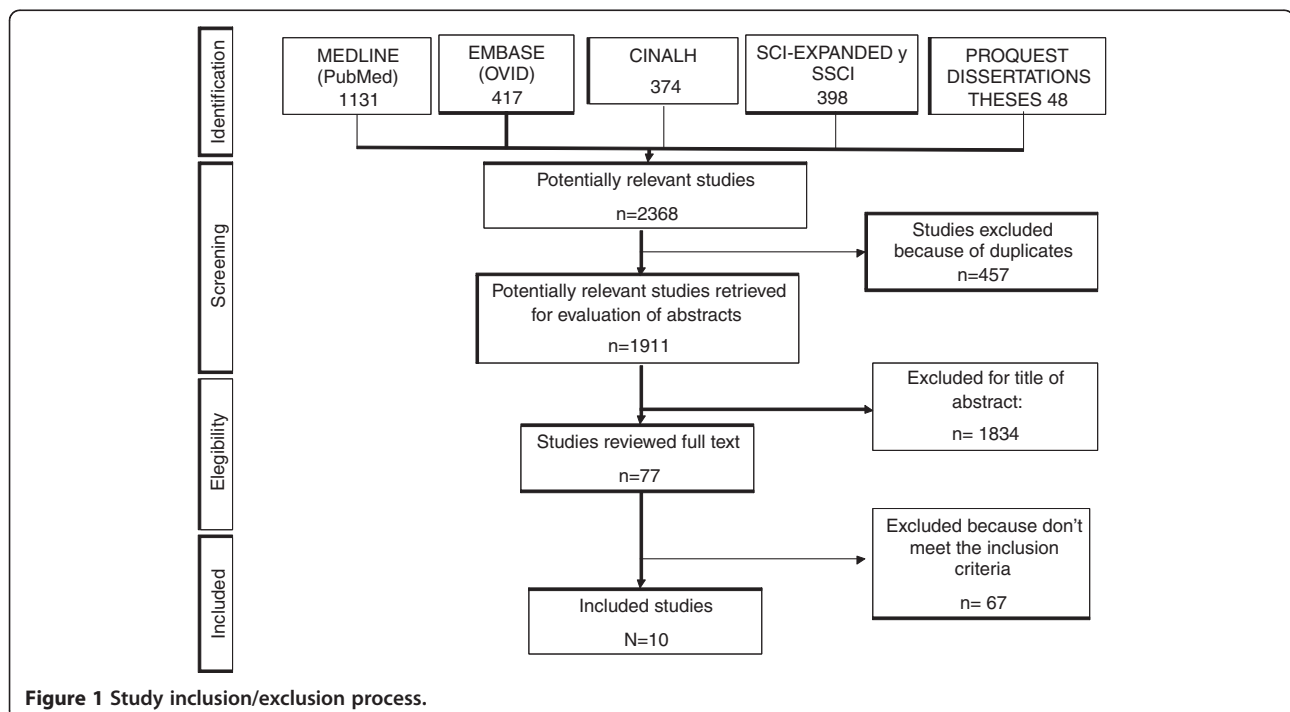 Identification
MEDLINE
(PubMed)
1131
EMBASE
(OVID)
417
CINALH
374
SCI-EXPANDED y
SSCI
398
PROQUEST
DISSERTATIONS
THESES 48
Screening
Potentially relevant studies
n=2368
Studies excluded
because of duplicates
n=457
Potentially relevant studies retrieved
for evaluation of abstracts
n=1911
Elegibility
Excluded for title of
abstract:
n= 1834
Studies reviewed full text
n=77
Included
Excluded because don't
meet the inclusion
criteria
n= 67
Included studies
N=10
Figure 1 Study inclusion/exclusion process.